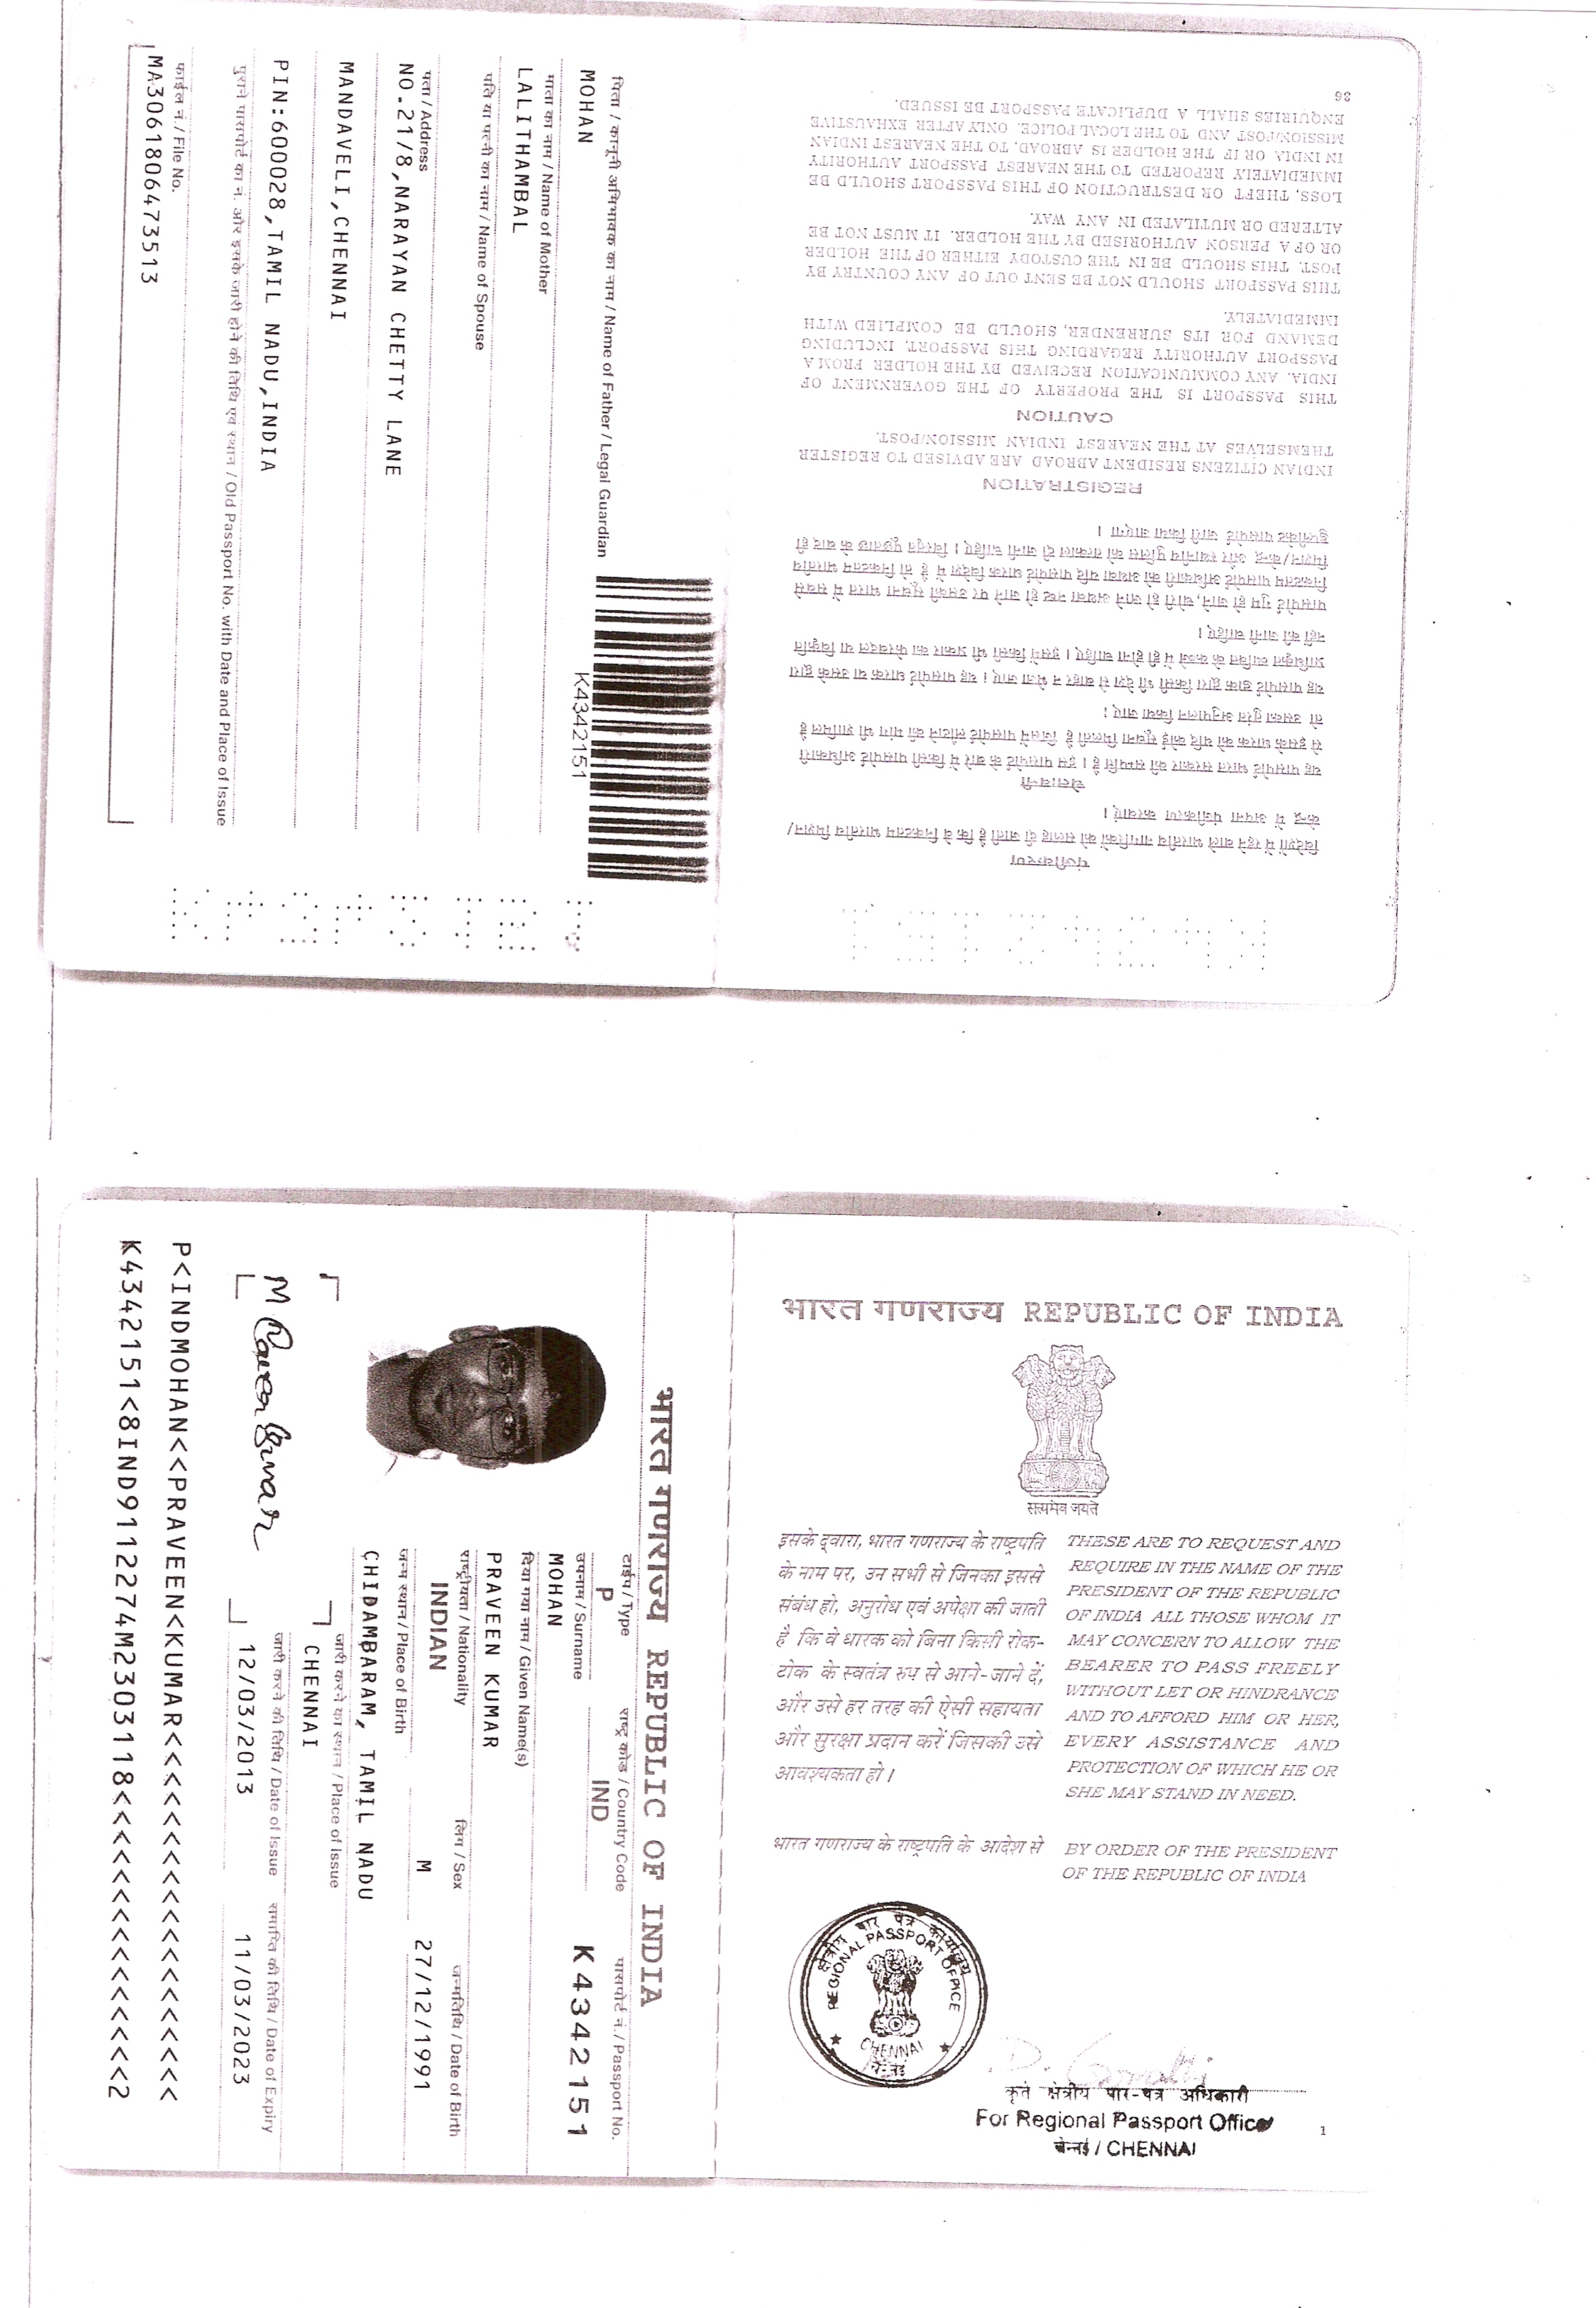 36
ENQUIRIES SHALL A DUPLICATE PASSPORT BE ISSUED.
MISSION/POST AND TO THE LOCAL POLICE. ONLY AFTER EXHAUSTIVE
IN INDIA, OR IF THE HOLDER IS ABROAD, TO THE NEAREST INDIAN
IMMEDIATELY REPORTED TO THE NEAREST PASSPORT AUTHORITY
LOSS, THEFT OR DESTRUCTION OF THIS PASSPORT SHOULD BE
ALTERED OR MUTILATED IN ANY WAY.
OR OF A PERSON AUTHORISED BY THE HOLDER. IT MUST NOT BE
POST. THIS SHOULD BE IN THE CUSTODY EITHER OF THE HOLDER
THIS PASSPORT SHOULD NOT BE SENT OUT OF ANY COUNTRY BY
IMMEDIATELY.
DEMAND FOR ITS SURRENDER, SHOULD BE COMPLIED WITH
PASSPORT AUTHORITY REGARDING THIS PASSPORT, INCLUDING
INDIA. ANY COMMUNICATION RECEIVED BY THE HOLDER FROM A
THIS PASSPORT IS THE PROPERTY OF THE GOVERNMENT OF
CAUTION
THEMSELVES AT THE NEAREST INDIAN MISSION/POST.
INDIAN CITIZENS RESIDENT ABROAD ARE ADVISED TO REGISTER
REGISTRATION
पंजीकरण
विदेशों में रहने वाले भारतीय नागरिकों को सलाह दी जाती है कि वे निकटतम भारतीय मिशन/
केन्द्र में अपना पंजीकरण करवाएं।
चेतावनी
यह पासपोर्ट भारत सरकार की सम्पत्ति है। इस पासपोर्ट के बारे में किसी पासपोर्ट अधिकारी
से इसके धारक को यदि कोई सूचना मिलती है जिसमें पासपोर्ट लौटाने की मांग भी शामिल है
तो उसका तुरंत अनुपालन किया जाए।
यह पासपोर्ट डाक द्वारा किसी भी देश से बाहर न भेजा जाए। यह पासपोर्ट धारक या उसके द्वारा
प्राधिकृत व्यक्ति के कब्जे में ही होना चाहिए। इसमें किसी भी प्रकार का फेरबदल या विकृति
नहीं की जानी चाहिए।
पासपोर्ट गुम हो जाने, चोरी हो जाने अथवा नष्ट हो जाने पर उसकी सूचना भारत में सबसे
निकटतम पासपोर्ट अधिकारी को अथवा यदि पासपोर्ट धारक विदेश में है तो निकटतम भारतीय
मिशन/केन्द्र और स्थानीय पुलिस को तत्काल दी जानी चाहिए। विस्तृत पूछताछ के बाद ही
डुप्लीकेट पासपोर्ट जारी किया जाएगा।
पिता / कानूनी अभिभावक का नाम / Name of Father / Legal Guardian
MOHAN
K4342151
माता का नाम / Name of Mother
LALITHAMBAL
पति या पत्नी का नाम / Name of Spouse
पता / Address
NO.21/8,NARAYAN CHETTY LANE
MANDAVELI,CHENNAI
PIN:600028,TAMIL NADU,INDIA
पुराने पासपोर्ट का नं. और इसके जारी होने की तिथि एवं स्थान / Old Passport No. with Date and Place of Issue
फाईल नं./ File No.
MA3061806473513
भारत गणराज्य REPUBLIC OF INDIA
सत्यमेव जयते
इसके द्वारा, भारत गणराज्य के राष्ट्रपति
के नाम पर, उन सभी से जिनका इससे
संबंध हो, अनुरोध एवं अपेक्षा की जाती
है कि वे धारक को बिना किसी रोक-
टोक के स्वतंत्र रुप से आने-जाने दें,
और उसे हर तरह की ऐसी सहायता
और सुरक्षा प्रदान करें जिसकी उसे
आवश्यकता हो।
भारत गणराज्य के राष्ट्रपति के आदेश से
THESE ARE TO REQUEST AND
REQUIRE IN THE NAME OF THE
PRESIDENT OF THE REPUBLIC
OF INDIA ALL THOSE WHOM IT
MAY CONCERN TO ALLOW THE
BEARER TO PASS FREELY
WITHOUT LET OR HINDRANCE
AND TO AFFORD HIM OR HER,
EVERY ASSISTANCE AND
PROTECTION OF WHICH HE OR
SHE MAY STAND IN NEED.
BY ORDER OF THE PRESIDENT
OF THE REPUBLIC OF INDIA
REGIONAL PASSPORT OFFICE
CHENNAI
चेन्नई
कृते क्षेत्रीय पार-पत्र अधिकारी
For Regional Passport Officer
चेन्नई / CHENNAI
1
भारत गणराज्य REPUBLIC OF INDIA
टाईप / Type
राष्ट्र कोड / Country Code
पासपोर्ट नं./ Passport No.
P
IND
K4342151
उपनाम / Surname
MOHAN
दिया गया नाम / Given Name(s)
PRAVEEN KUMAR
राष्ट्रीयता / Nationality
लिंग / Sex
जन्मतिथि / Date of Birth
INDIAN
M
27/12/1991
जन्म स्थान / Place of Birth
CHIDAMBARAM, TAMIL NADU
जारी करने का स्थान / Place of Issue
CHENNAI
जारी करने की तिथि / Date of Issue
समाप्ति की तिथि / Date of Expiry
12/03/2013
11/03/2023
M Praveen Kumar
P<INDMOHAN<<PRAVEEN<KUMAR<<<<<<<<<<<<<<<<<<<
K4342151<8IND9112274M2303118<<<<<<<<<<<<<<<2